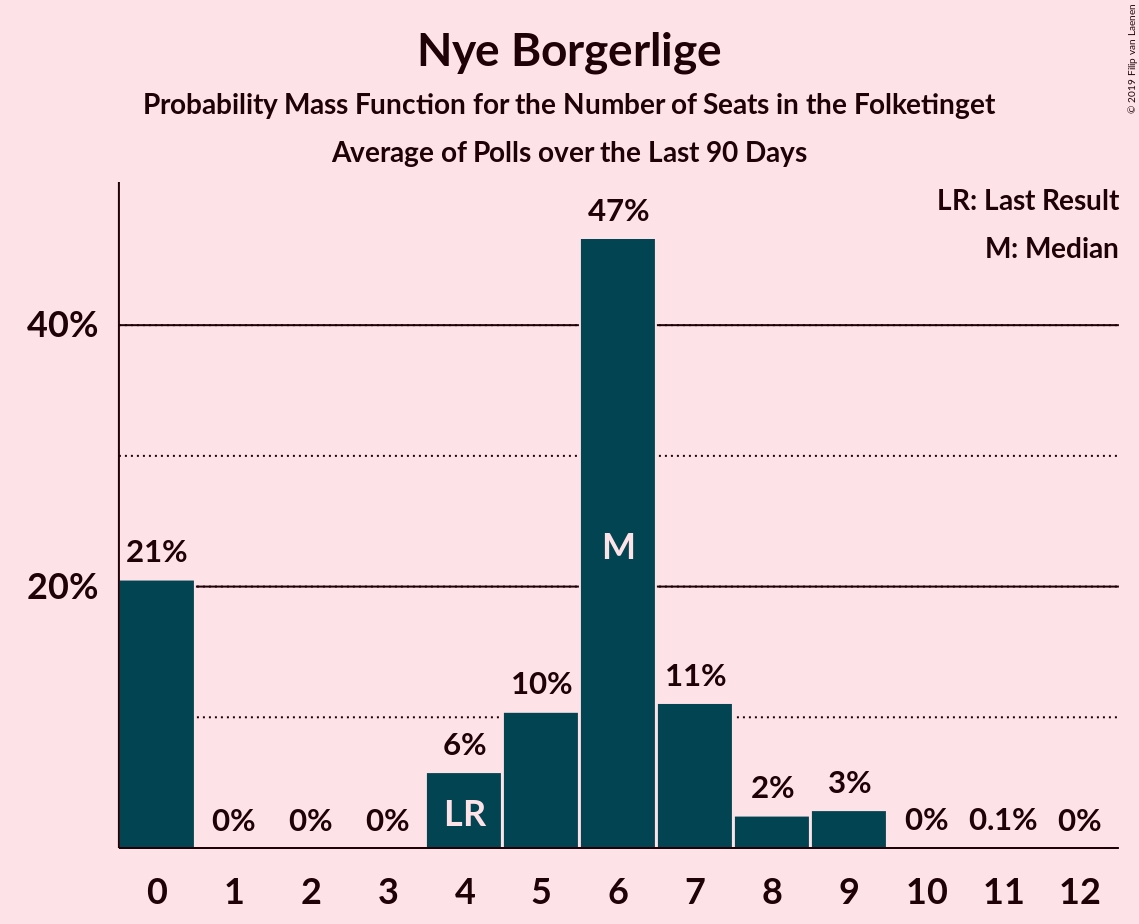 Nye Borgerlige
Probability Mass Function for the Number of Seats in the Folketinget
Average of Polls over the Last 90 Days
© 2019 Filip van Laenen
LR: Last Result
M: Median
47%
40%
M
21%
20%
11%
10%
6%
LR
2%
3%
0%
0%
0%
0%
0.1%
0%
0 1 2 3 4 5 6 7 8 9 10 11 12